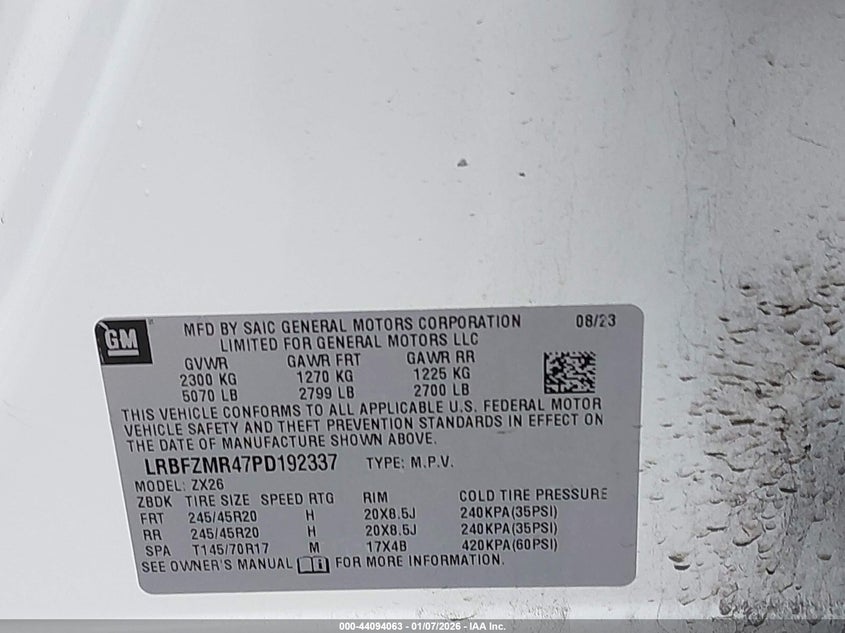 GM
MFD BY SAIC GENERAL MOTORS CORPORATION 08/23
LIMITED FOR GENERAL MOTORS LLC
GVWR GAWR FRT GAWR RR
2300 KG 1270 KG 1225 KG
5070 LB 2799 LB 2700 LB
THIS VEHICLE CONFORMS TO ALL APPLICABLE U.S. FEDERAL MOTOR
VEHICLE SAFETY AND THEFT PREVENTION STANDARDS IN EFFECT ON
THE DATE OF MANUFACTURE SHOWN ABOVE.
LRBFZMR47PD192337 TYPE: M.P.V.
MODEL: ZX26
ZBDK TIRE SIZE SPEED RTG RIM COLD TIRE PRESSURE
FRT 245/45R20 H 20X8.5J 240KPA(35PSI)
RR 245/45R20 H 20X8.5J 240KPA(35PSI)
SPA T145/70R17 M 17X4B 420KPA(60PSI)
SEE OWNER'S MANUAL FOR MORE INFORMATION.
000-44094063 - 01/07/2026 - IAA Inc.